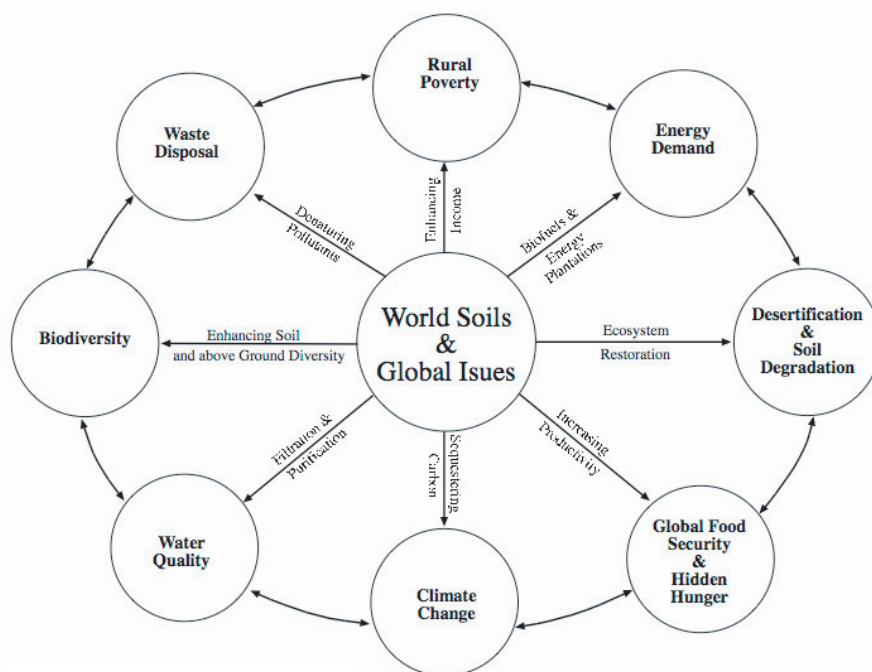 Rural
Poverty
Waste
Disposal
Energy
Demand
Denaturing
Pollutants
Enhancing
Income
Biofuels &
Energy
Plantations
Biodiversity
Enhancing Soil
and above Ground Diversity
World Soils
&
Global Isues
Ecosystem
Restoration
Desertification
&
Soil
Degradation
Filtration &
Purification
Sequestering
Carbon
Increasing
Productivity
Water
Quality
Climate
Change
Global Food
Security
&
Hidden
Hunger